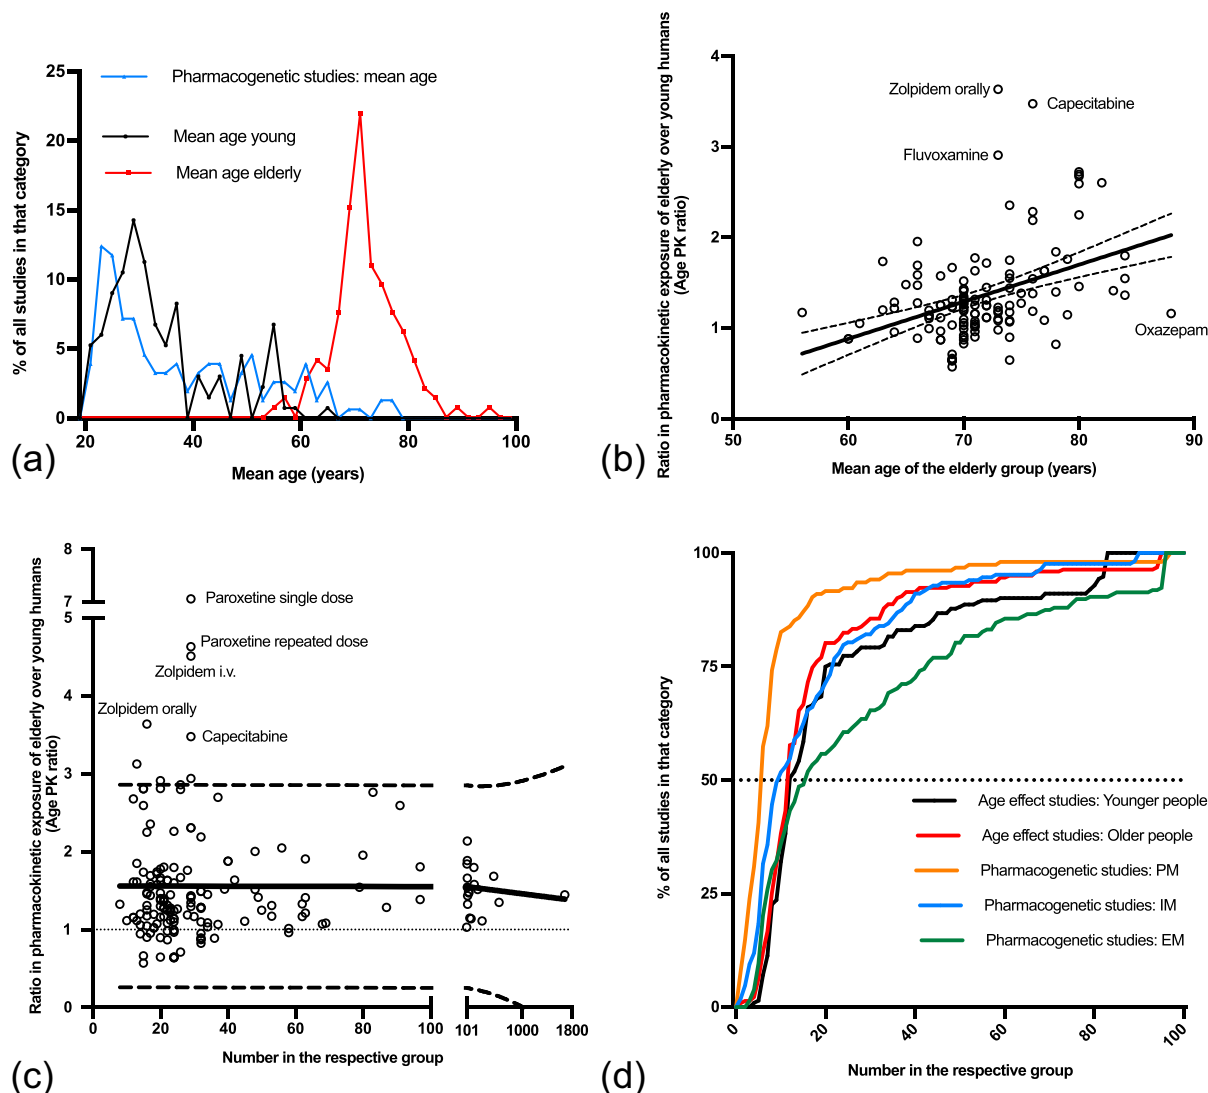 25
20
15
10
5
0
20
40
60
80
100
% of all studies in that category
Mean age (years)
Pharmacogenetic studies: mean age
Mean age young
Mean age elderly
(a)
4
3
2
1
0
50
60
70
80
90
Ratio in pharmacokinetic exposure of elderly over young humans
(Age PK ratio)
Mean age of the elderly group (years)
Zolpidem orally
Capecitabine
Fluvoxamine
Oxazepam
(b)
8
7
5
4
3
2
1
0
0
20
40
60
80
100
101
1000
1800
Ratio in pharmacokinetic exposure of elderly over young humans
(Age PK ratio)
Number in the respective group
Paroxetine single dose
Paroxetine repeated dose
Zolpidem i.v.
Zolpidem orally
Capecitabine
(c)
100
75
50
25
0
0
20
40
60
80
100
% of all studies in that category
Number in the respective group
Age effect studies: Younger people
Age effect studies: Older people
Pharmacogenetic studies: PM
Pharmacogenetic studies: IM
Pharmacogenetic studies: EM
(d)